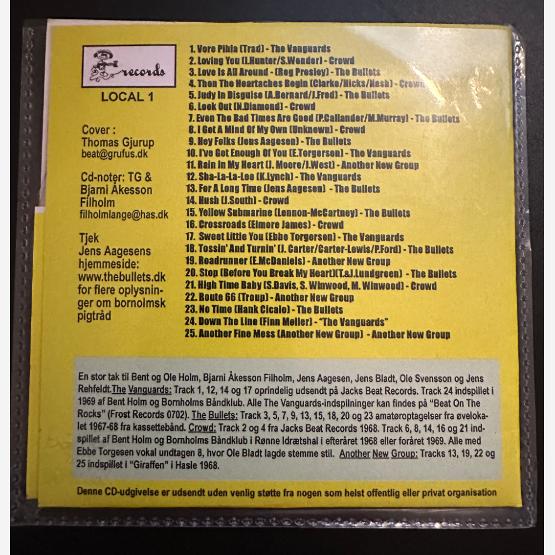 records
LOCAL 1
Cover :
Thomas Gjurup
beat@grufus.dk
Cd-noter: TG &
Bjarni Åkesson
Filholm
filholmlange@has.dk
Tjek
Jens Aagesens
hjemmeside:
www.thebullets.dk
for flere oplysnin-
ger om bornolmsk
pigtråd
1. Vore Pihla (Trad) - The Vanguards
2. Loving You (I.Hunter/S.Wonder) - Crowd
3. Love Is All Around - (Reg Presley) - The Bullets
4. Then The Heartaches Begin (Clarke/Hicks/Nash) - Crowd
5. Judy In Disguise (A.Bernard/J.Fred) - The Bullets
6. Look Out (N.Diamond) - Crowd
7. Even The Bad Times Are Good (P.Callander/M.Murray) - The Bullets
8. I Got A Mind Of My Own (Unknown) - Crowd
9. Hey Folks (Jens Aagesen) - The Bullets
10. I've Got Enough Of You (E.Torgersen) - The Vanguards
11. Rain In My Heart (J. Moore/J.West) - Another New Group
12. Sha-La-La-Lee (K.Lynch) - The Vanguards
13. For A Long Time (Jens Aagesen) - The Bullets
14. Hush (J.South) - Crowd
15. Yellow Submarine (Lennon-McCartney) - The Bullets
16. Crossroads (Elmore James) - Crowd
17. Sweet Little You (Ebbe Torgersen) - The Vanguards
18. Tossin' And Turnin' (J. Carter/Carter-Lewis/P.Ford) - The Bullets
19. Roadrunner (E.McDaniels) - Another New Group
20. Stop (Before You Break My Heart)(T.&J.Lundgreen) - The Bullets
21. High Time Baby (S.Davis, S. Winwood, M. Winwood) - Crowd
22. Route 66 (Troup) - Another New Group
23. No Time (Hank Cicalo) - The Bullets
24. Down The Line (Finn Møller) - "The Vanguards"
25. Another Fine Mess (Another New Group) - Another New Group
En stor tak til Bent og Ole Holm, Bjarni Åkesson Filholm, Jens Aagesen, Jens Bladt, Ole Svensson og Jens
Rehfeldt.The Vanguards: Track 1, 12, 14 og 17 oprindelig udsendt på Jacks Beat Records. Track 24 indspillet i
1969 af Bent Holm og Bornholms Båndklub. Alle The Vanguards-indspilninger kan findes på "Beat On The
Rocks" (Frost Records 0702). The Bullets: Track 3, 5, 7, 9, 13, 15, 18, 20 og 23 amatøroptagelser fra øveloka-
let 1967-68 fra kassettebånd. Crowd: Track 2 og 4 fra Jacks Beat Records 1968. Track 6, 8, 14, 16 og 21 ind-
spillet af Bent Holm og Bornholms Båndklub i Rønne Idrætshal i efteråret 1968 eller foråret 1969. Alle med
Ebbe Torgersen vokal undtagen 8, hvor Ole Bladt lagde stemme stil. Another New Group: Tracks 13, 19, 22 og
25 indspillet i "Giraffen" i Hasle 1968.
Denne CD-udgivelse er udsendt uden venlig støtte fra nogen som helst offentlig eller privat organisation